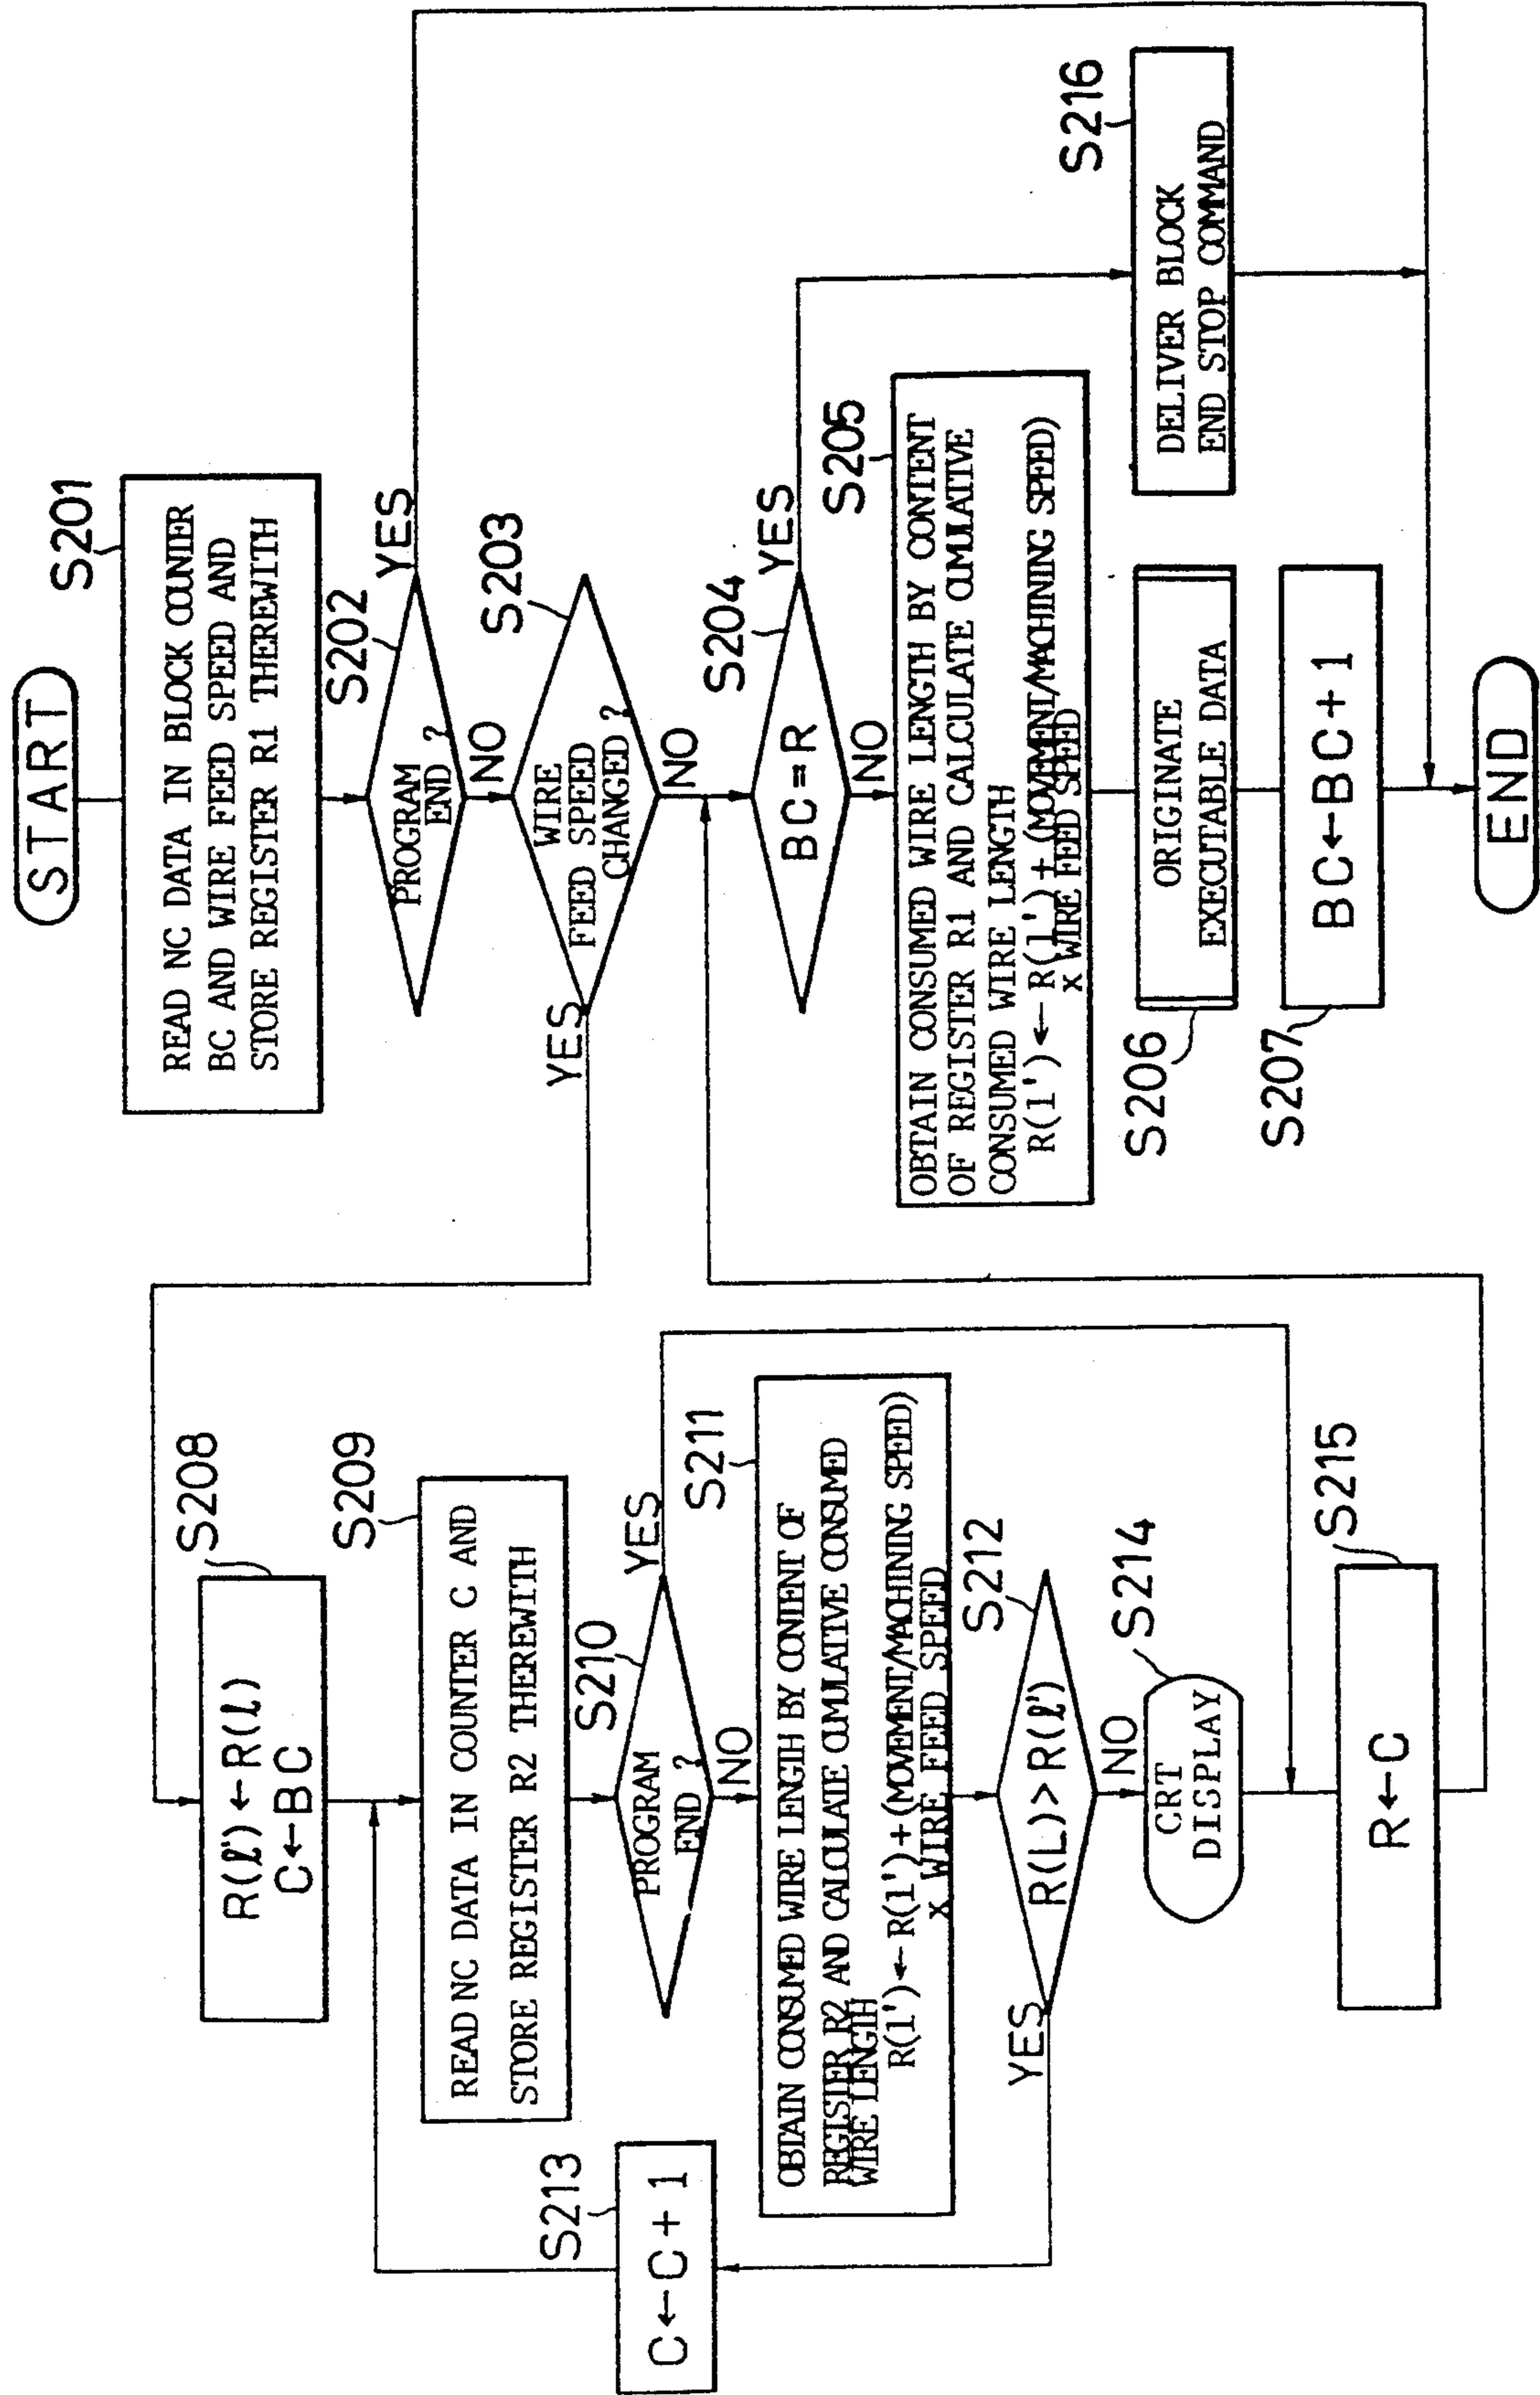 START
S201
READ NC DATA IN BLOCK COUNTER
BC AND WIRE FEED SPEED AND
STORE REGISTER R1 THEREWITH
S202
PROGRAM
END ?
YES
NO
S203
WIRE
FEED SPEED
CHANGED ?
YES
NO
S204
BC=R
YES
NO
S205
OBTAIN CONSUMED WIRE LENGTH BY CONTENT
OF REGISTER R1 AND CALCULATE CUMULATIVE
CONSUMED WIRE LENGTH
R(1')←R(1')+(MOVEMENT/MACHINING SPEED)
x WIRE FEED SPEED
S206
ORIGINATE
EXECUTABLE DATA
S207
BC←BC+1
END
S216
DELIVER BLOCK
END STOP COMMAND
S208
R(ℓ')←R(ℓ)
C←BC
S209
READ NC DATA IN COUNTER C AND
STORE REGISTER R2 THEREWITH
S210
PROGRAM
END ?
YES
NO
S211
OBTAIN CONSUMED WIRE LENGTH BY CONTENT OF
REGISTER R2 AND CALCULATE CUMULATIVE CONSUMED
WIRE LENGTH
R(1')←R(1')+(MOVEMENT/MACHINING SPEED)
x WIRE FEED SPEED
S212
R(L)>R(ℓ')
YES
NO
S213
C←C+1
S214
CRT
DISPLAY
S215
R←C